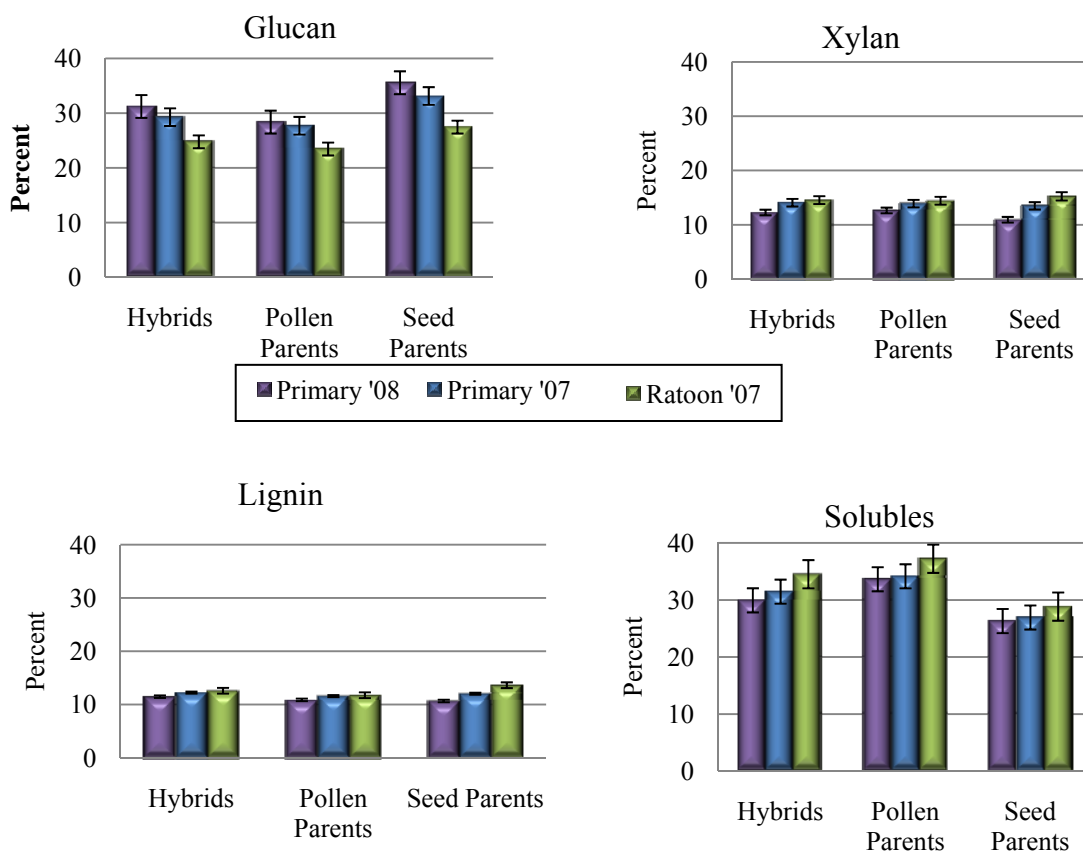 Glucan
Percent
40
30
20
10
0
Hybrids
Pollen
Parents
Seed
Parents
Xylan
Percent
40
30
20
10
0
Hybrids
Pollen
Parents
Seed
Parents
Primary '08 Primary '07 Ratoon '07
Lignin
Percent
40
30
20
10
0
Hybrids
Pollen
Parents
Seed Parents
Solubles
Percent
40
30
20
10
0
Hybrids
Pollen
Parents
Seed
Parents